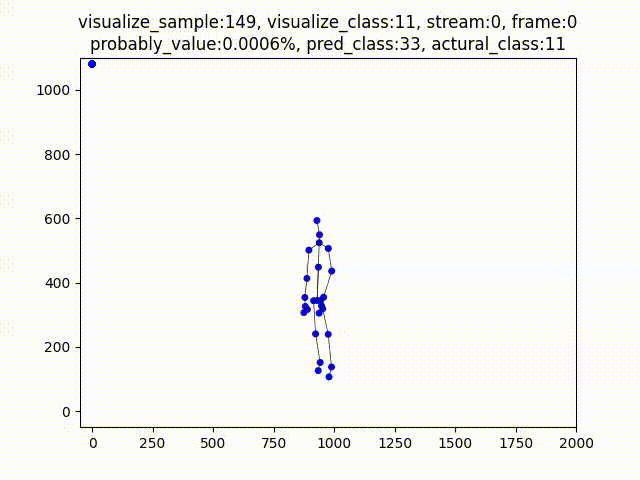 visualize_sample:149, visualize_class:11, stream:0, frame:0
probably_value:0.0006%, pred_class:33, actural_class:11
1000
800
600
400
200
0
0 250 500 750 1000 1250 1500 1750 2000